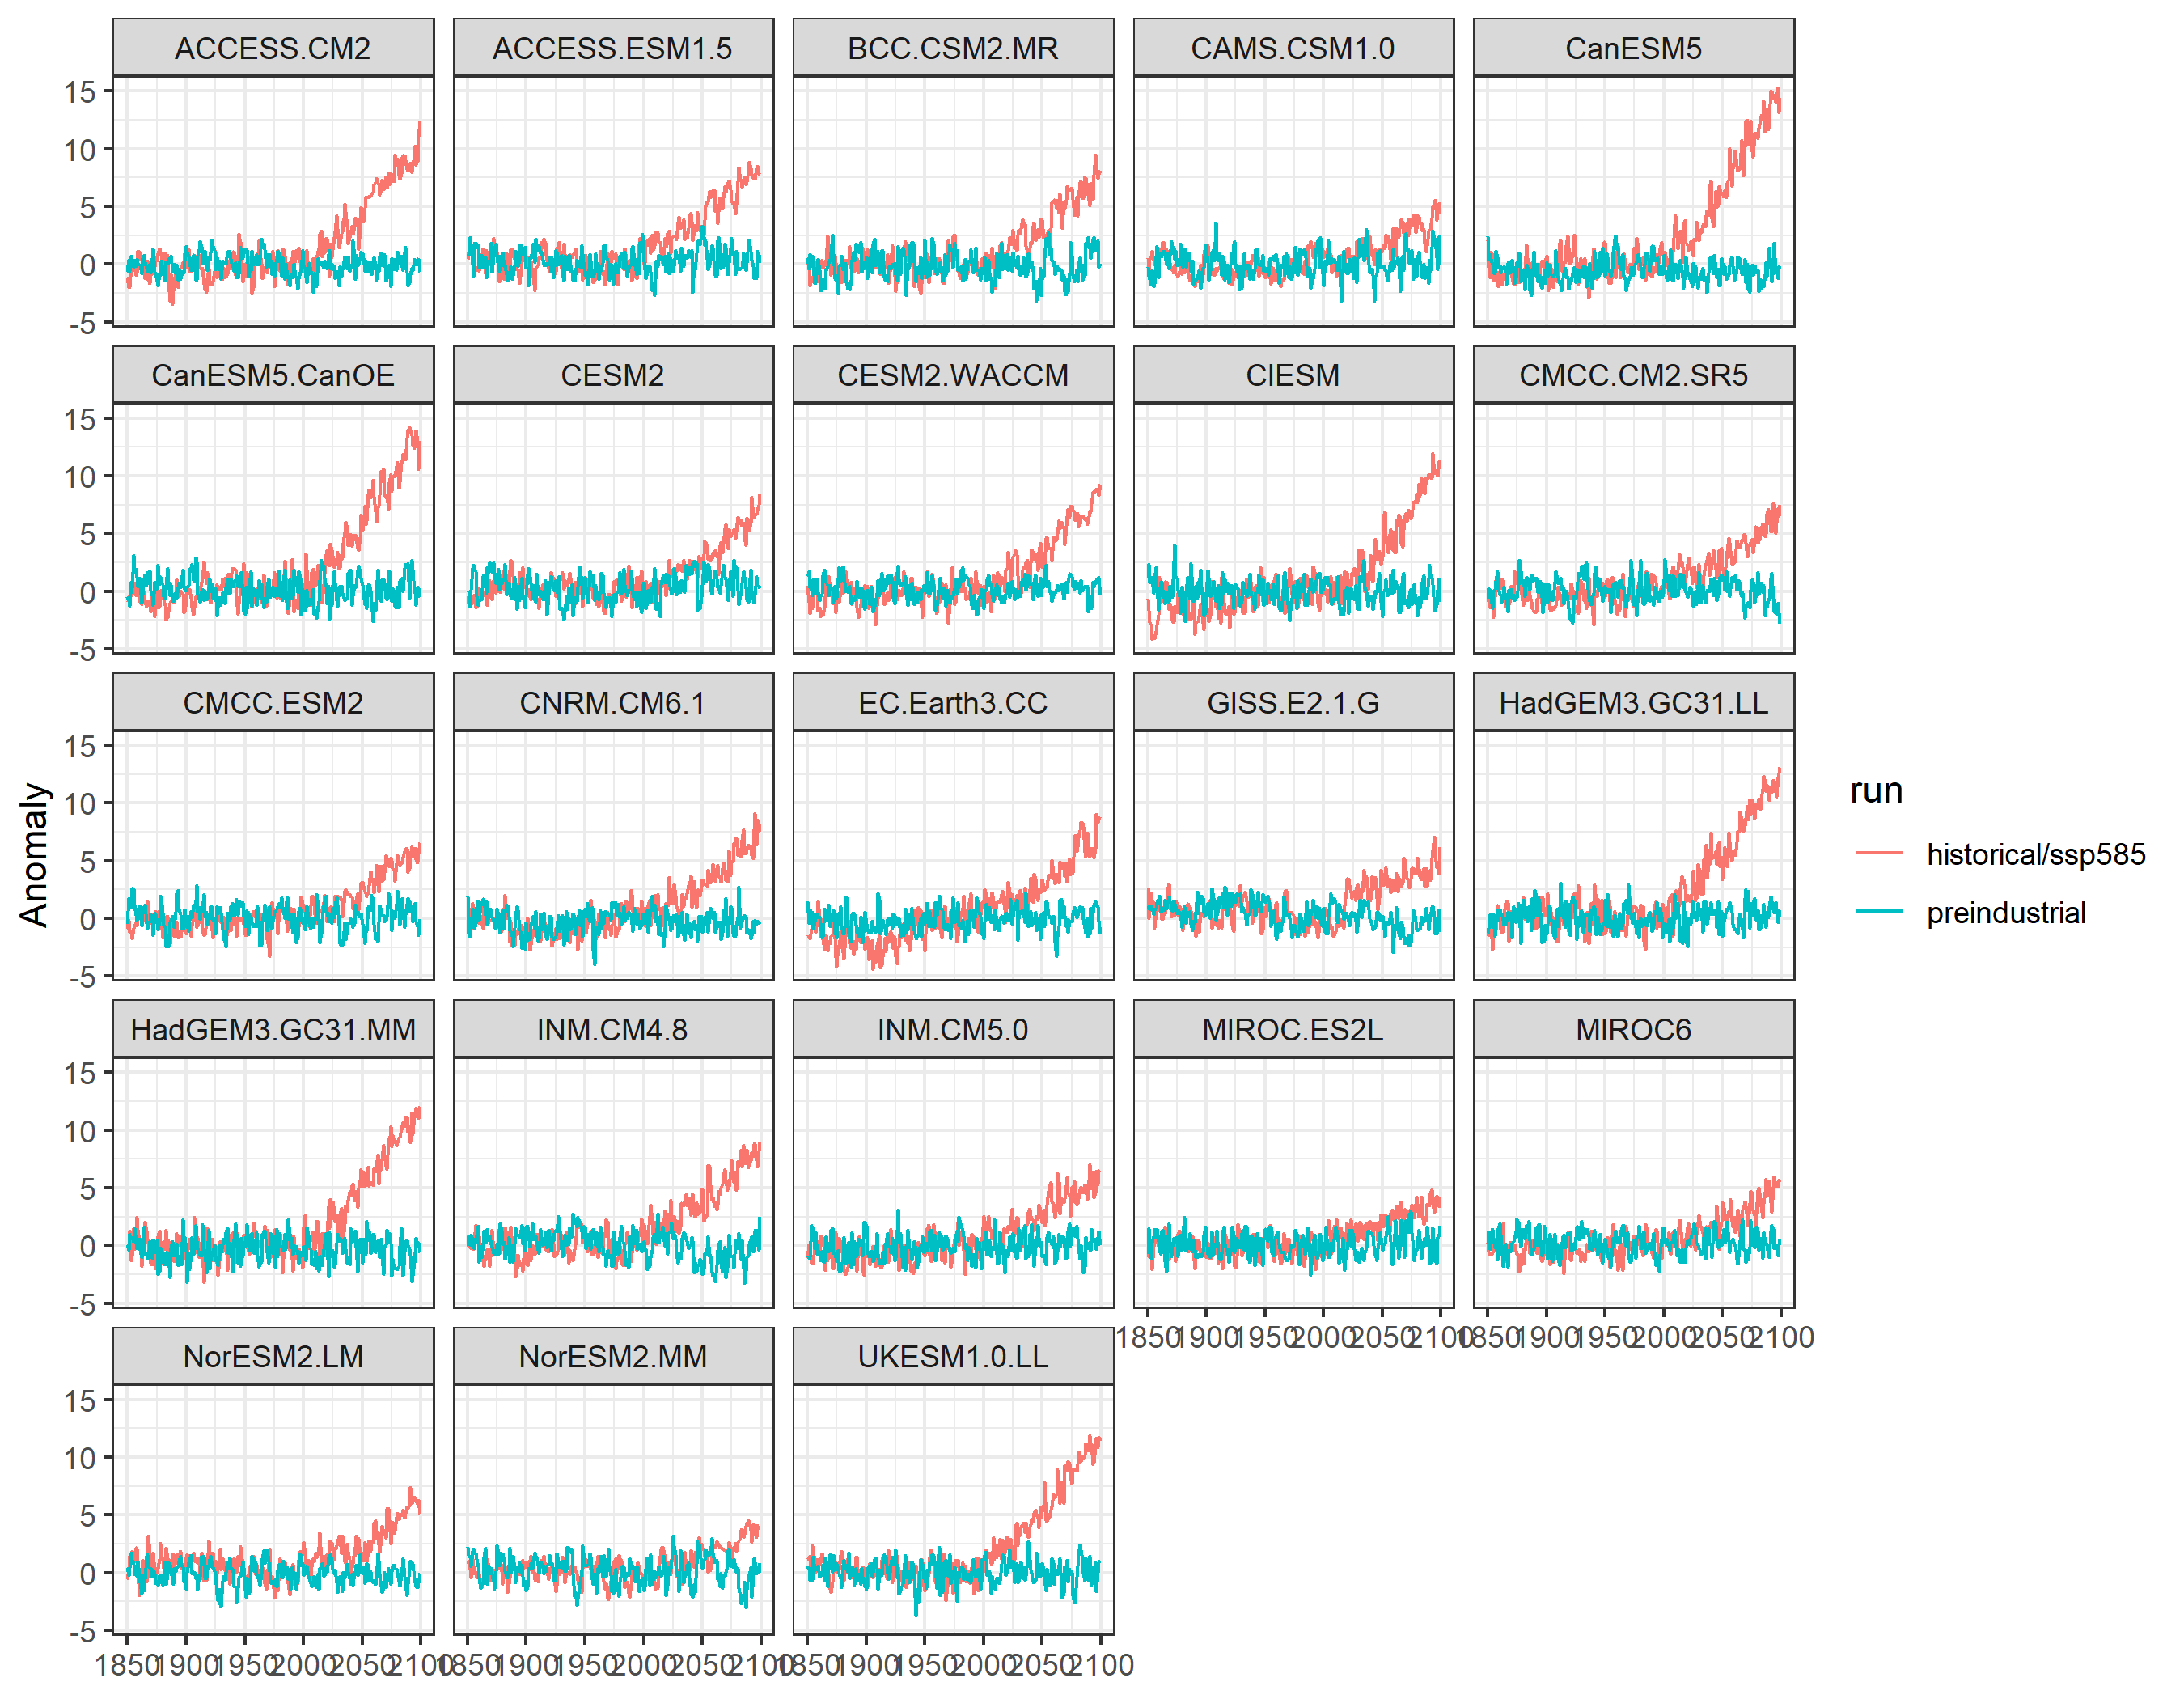 ACCESS.CM2 ACCESS.ESM1.5 BCC.CSM2.MR CAMS.CSM1.0 CanESM5
15
10
5
0
-5
CanESM5.CanOE CESM2 CESM2.WACCM CIESM CMCC.CM2.SR5
15
10
5
0
-5
CMCC.ESM2 CNRM.CM6.1 EC.Earth3.CC GISS.E2.1.G HadGEM3.GC31.LL
15
10
5
0
-5
Anomaly
run
historical/ssp585
preindustrial
HadGEM3.GC31.MM INM.CM4.8 INM.CM5.0 MIROC.ES2L MIROC6
15
10
5
0
-5
1850 1900 1950 2000 2050 2100 1850 1900 1950 2000 2050 2100
NorESM2.LM NorESM2.MM UKESM1.0.LL
15
10
5
0
-5
1850 1900 1950 2000 2050 2100 1850 1900 1950 2000 2050 2100 1850 1900 1950 2000 2050 2100